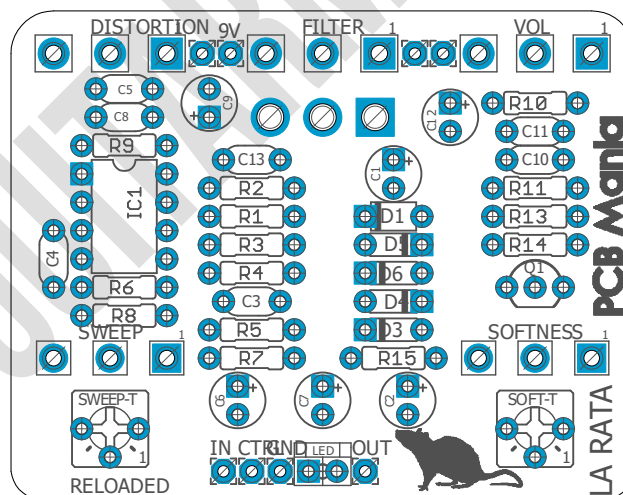 DISTORTION 1 9V FILTER 1 VOL 1
C5
C9
C8
C12
R10
R9
C11
C13
C1
C10
IC1
R2
R11
R1
D1
R13
R3
D5
R14
C4
R4
D6
Q1
R6
C3
D4
R8
R5
D3
SWEEP 1
SOFTNESS 1
R7
R15
C6
C7
C2
SWEEP-T
1
SOFT-T
1
IN CTRL GND LED OUT
RELOADED
PCB Mania
LA RATA